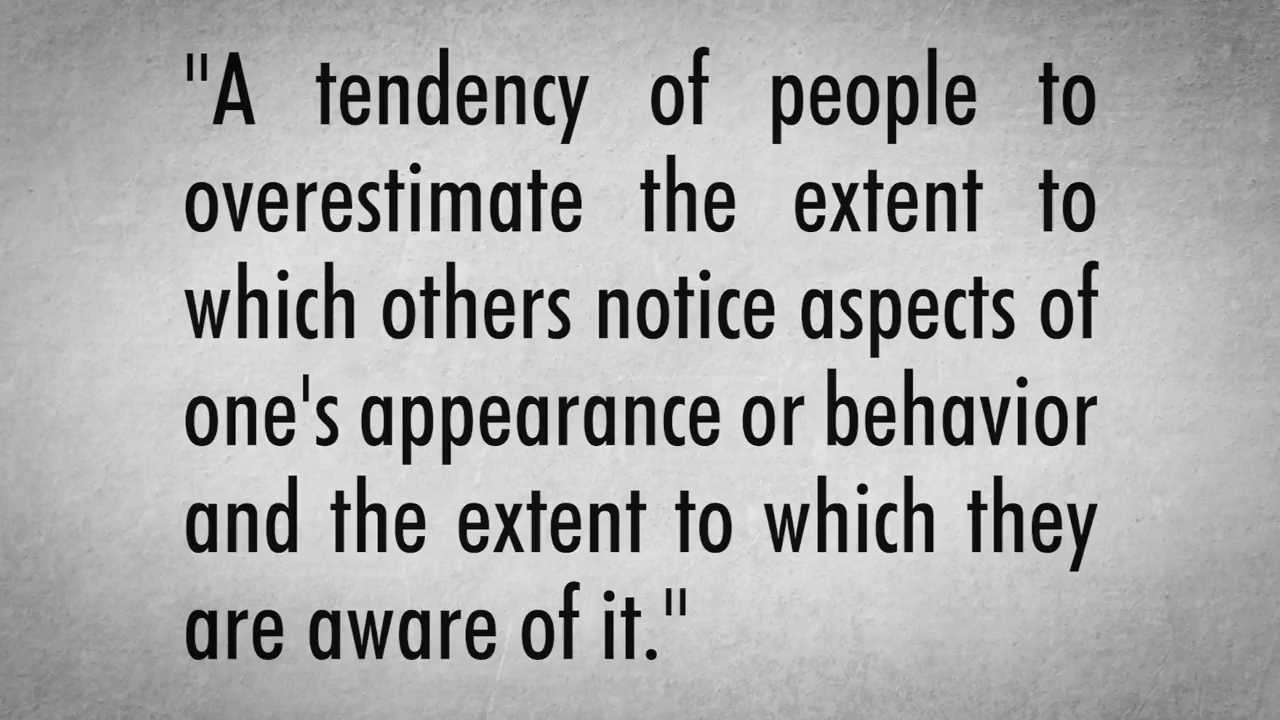 "A tendency of people to
overestimate the extent to
which others notice aspects of
one's appearance or behavior
and the extent to which they
are aware of it."